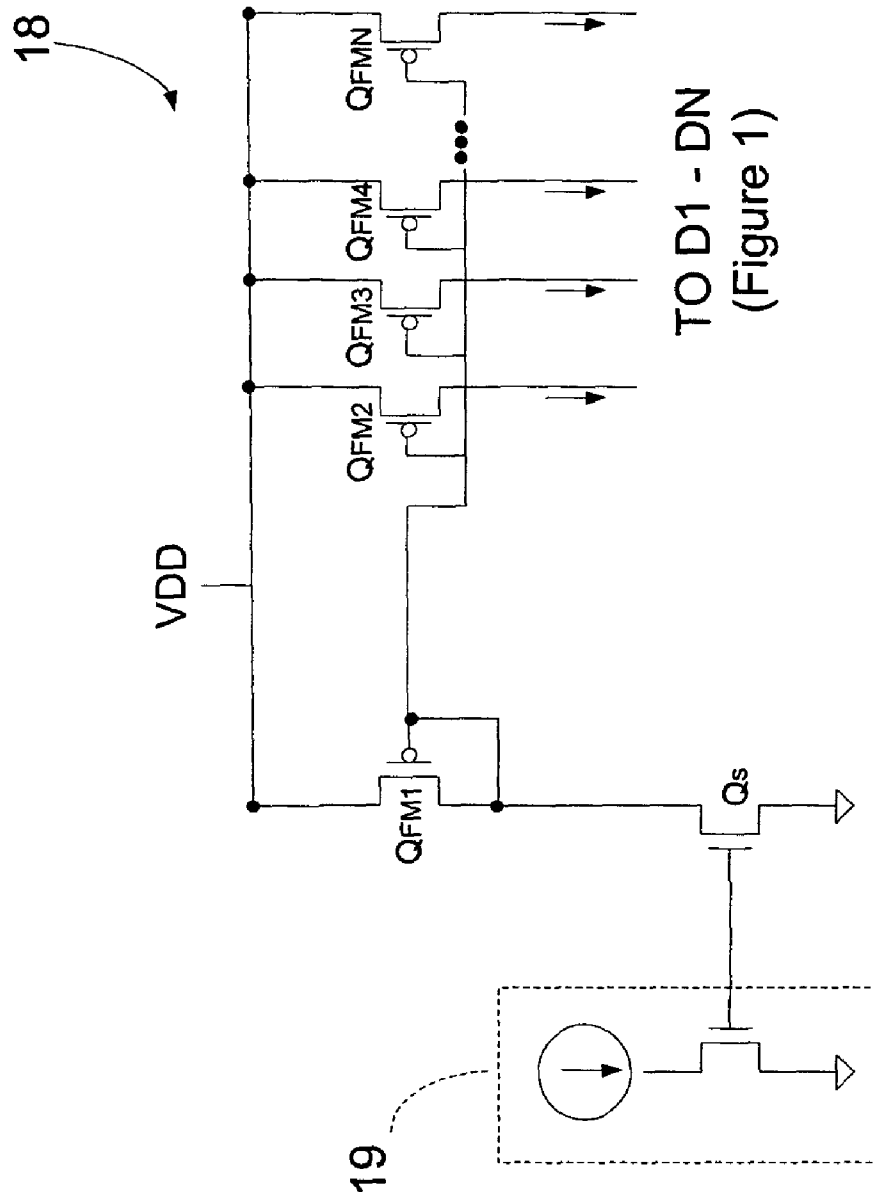 18
VDD
QFM1
QFM2
QFM3
QFM4
QFMN
TO D1 - DN
(Figure 1)
Qs
19